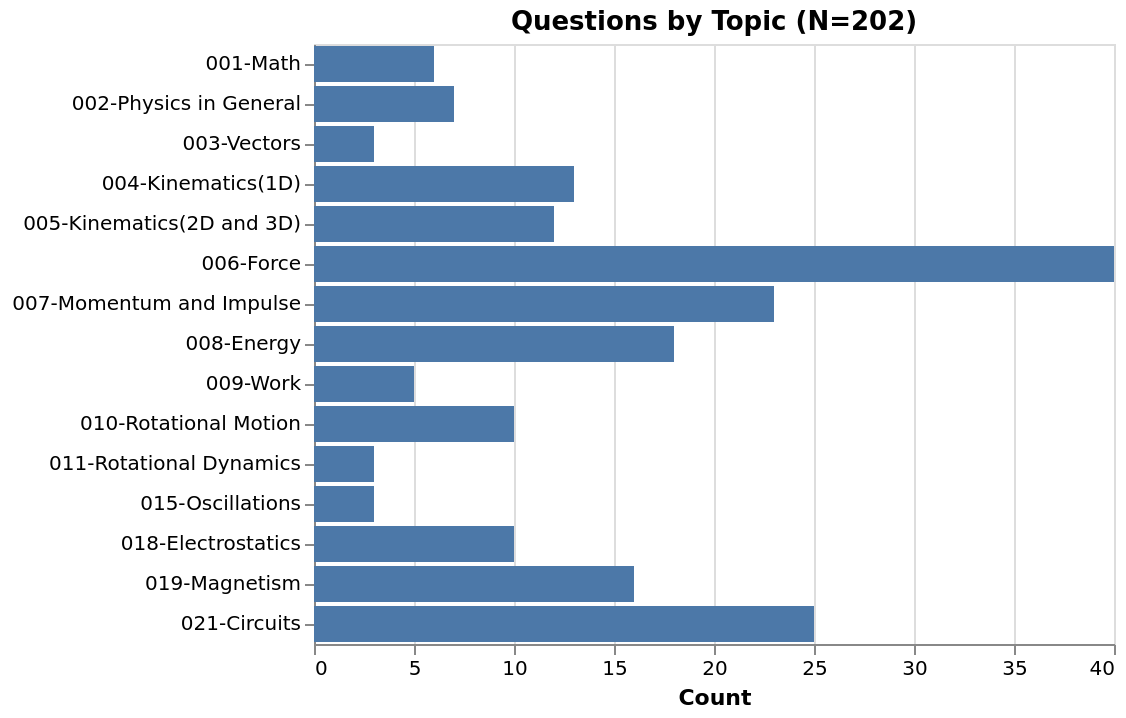 Questions by Topic (N=202)
001-Math
002-Physics in General
003-Vectors
004-Kinematics(1D)
005-Kinematics(2D and 3D)
006-Force
007-Momentum and Impulse
008-Energy
009-Work
010-Rotational Motion
011-Rotational Dynamics
015-Oscillations
018-Electrostatics
019-Magnetism
021-Circuits
0 5 10 15 20 25 30 35 40
Count